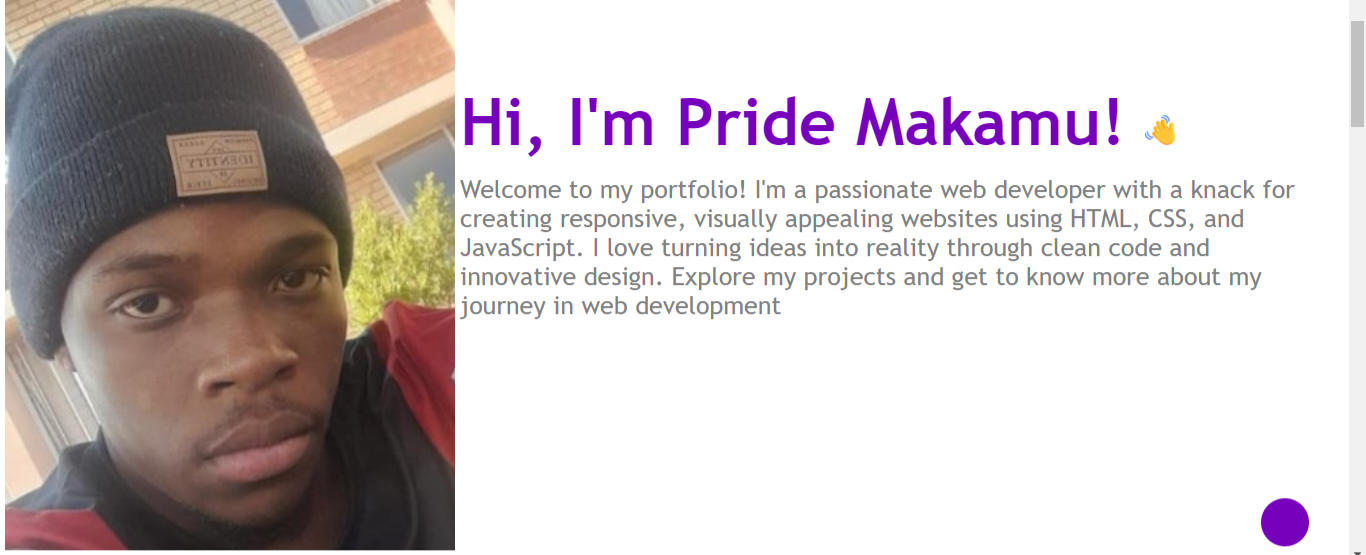 IDENTITY
Hi, I'm Pride Makamu! 👋
Welcome to my portfolio! I'm a passionate web developer with a knack for
creating responsive, visually appealing websites using HTML, CSS, and
JavaScript. I love turning ideas into reality through clean code and
innovative design. Explore my projects and get to know more about my
journey in web development